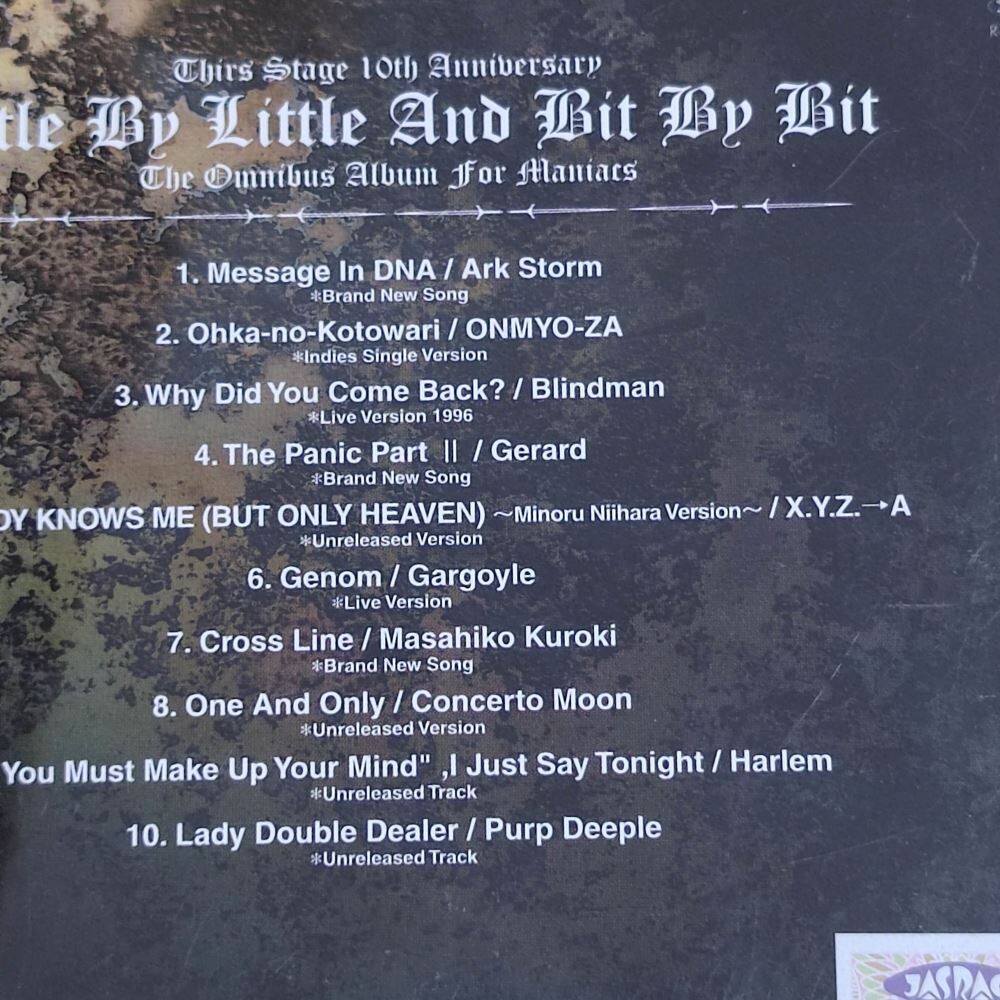 Thirs Stage 10th Anniversary
tle By Little And Bit By Bit
The Omnibus Album For Maniacs
1. Message In DNA / Ark Storm
*Brand New Song
2. Ohka-no-Kotowari / ONMYO-ZA
*Indies Single Version
3. Why Did You Come Back? / Blindman
*Live Version 1996
4. The Panic Part II / Gerard
*Brand New Song
DY KNOWS ME (BUT ONLY HEAVEN) ~Minoru Niihara Version~ / X.Y.Z.→A
*Unreleased Version
6. Genom / Gargoyle
*Live Version
7. Cross Line / Masahiko Kuroki
*Brand New Song
8. One And Only / Concerto Moon
*Unreleased Version
You Must Make Up Your Mind" ,I Just Say Tonight / Harlem
*Unreleased Track
10. Lady Double Dealer / Purp Deeple
*Unreleased Track
JASRAC